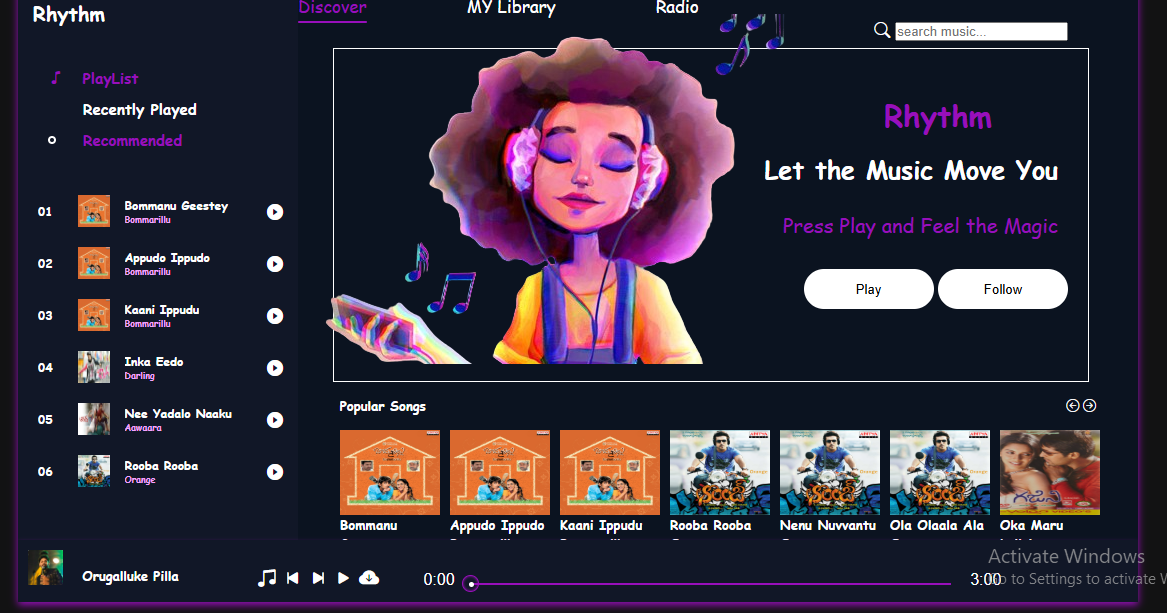 Rhythm
Discover
MY Library
Radio
search music...
PlayList
Recently Played
Recommended
01
Bommanu Geestey
Bommarillu
02
Appudo Ippudo
Bommarillu
03
Kaani Ippudu
Bommarillu
04
Inka Eedo
Darling
05
Nee Yadalo Naaku
Aawaara
06
Rooba Rooba
Orange
Rhythm
Let the Music Move You
Press Play and Feel the Magic
Play
Follow
Popular Songs
Bommanu
Appudo Ippudo
Kaani Ippudu
Orange
Rooba Rooba
Orange
Nenu Nuvvantu
Orange
Ola Olaala Ala
Oka Maru
Orugalluke Pilla
0:00
3:00
Activate Windows
Go to Settings to activate W